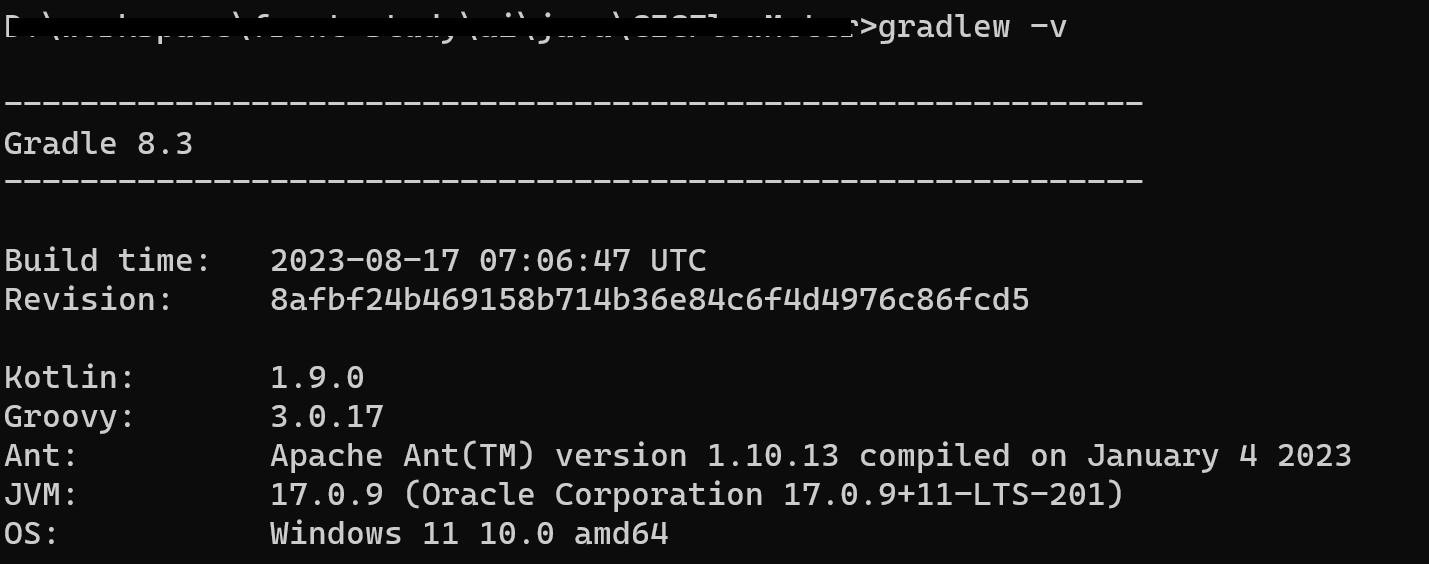 >gradlew -v
------------------------------------------------------------
Gradle 8.3
------------------------------------------------------------
Build time:   2023-08-17 07:06:47 UTC
Revision:     8afbf24b469158b714b36e84c6f4d4976c86fcd5
Kotlin:       1.9.0
Groovy:       3.0.17
Ant:          Apache Ant(TM) version 1.10.13 compiled on January 4 2023
JVM:          17.0.9 (Oracle Corporation 17.0.9+11-LTS-201)
OS:           Windows 11 10.0 amd64